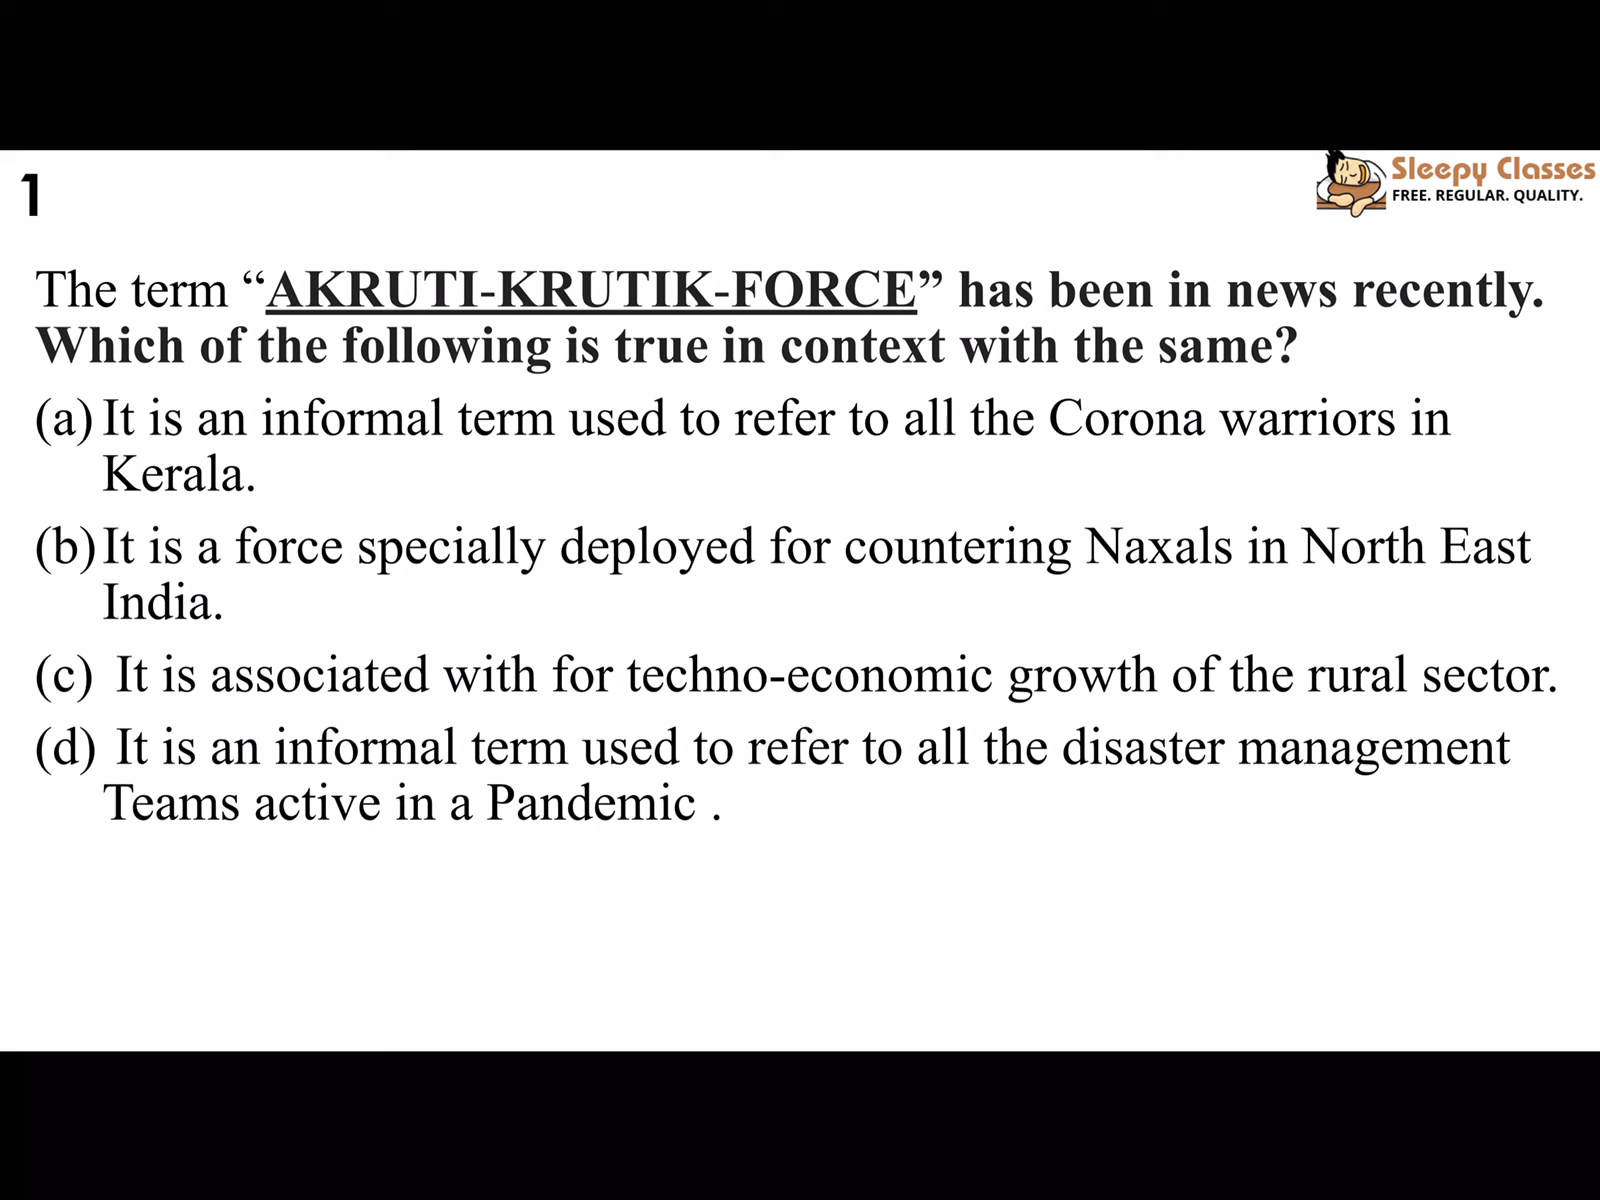 1
Sleepy Classes
FREE. REGULAR. QUALITY.
The term “AKRUTI-KRUTIK-FORCE” has been in news recently.
Which of the following is true in context with the same?
(a) It is an informal term used to refer to all the Corona warriors in
Kerala.
(b) It is a force specially deployed for countering Naxals in North East
India.
(c) It is associated with for techno-economic growth of the rural sector.
(d) It is an informal term used to refer to all the disaster management
Teams active in a Pandemic .